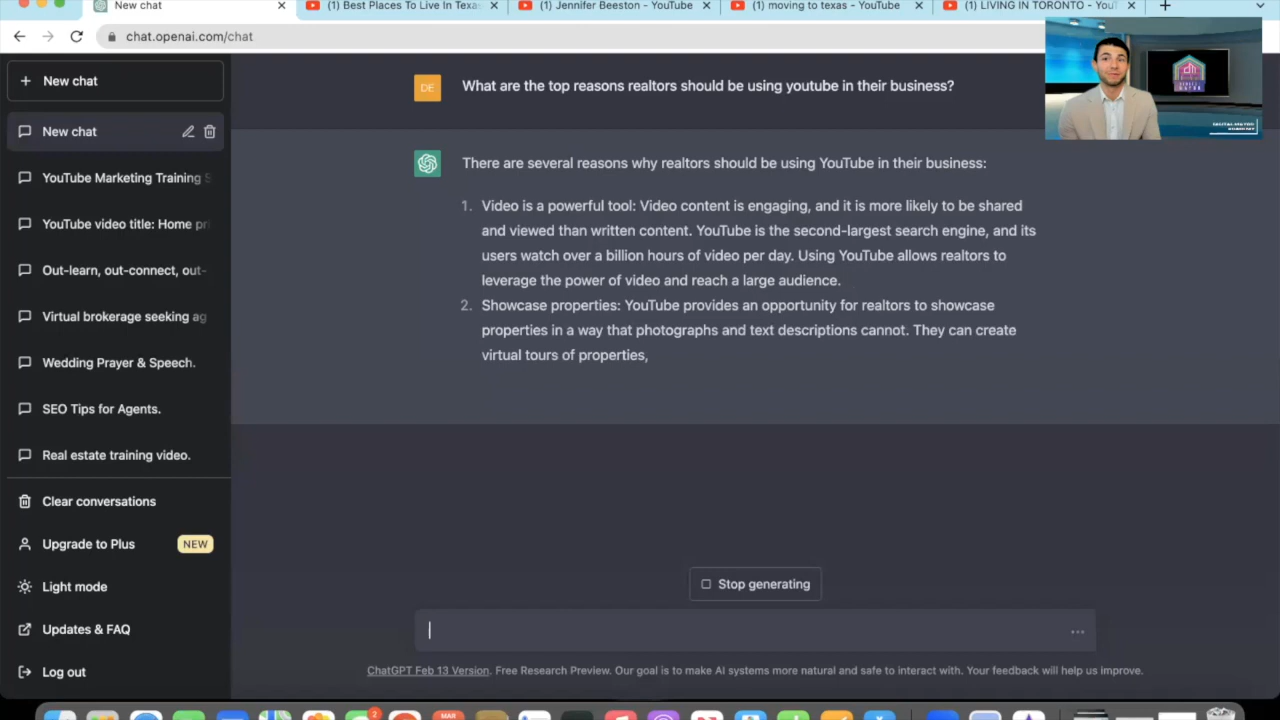 New chat
(1) Best Places To Live In Texas
(1) Jennifer Beeston - YouTube
(1) moving to texas - YouTube
(1) LIVING IN TORONTO - YouT
chat.openai.com/chat
New chat
New chat
YouTube Marketing Training S
YouTube video title: Home pri
Out-learn, out-connect, out-
Virtual brokerage seeking ag
Wedding Prayer & Speech.
SEO Tips for Agents.
Real estate training video.
Clear conversations
Upgrade to Plus NEW
Light mode
Updates & FAQ
Log out
DE
What are the top reasons realtors should be using youtube in their business?
There are several reasons why realtors should be using YouTube in their business:
1. Video is a powerful tool: Video content is engaging, and it is more likely to be shared
and viewed than written content. YouTube is the second-largest search engine, and its
users watch over a billion hours of video per day. Using YouTube allows realtors to
leverage the power of video and reach a large audience.
2. Showcase properties: YouTube provides an opportunity for realtors to showcase
properties in a way that photographs and text descriptions cannot. They can create
virtual tours of properties,
Stop generating
ChatGPT Feb 13 Version. Free Research Preview. Our goal is to make AI systems more natural and safe to interact with. Your feedback will help us improve.
2
MAR